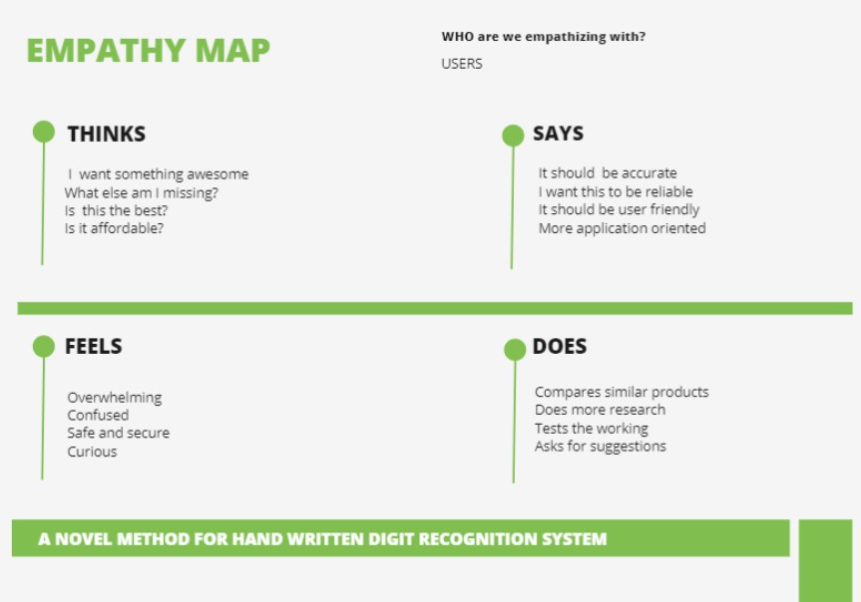 EMPATHY MAP
WHO are we empathizing with?
USERS
THINKS
I want something awesome
What else am I missing?
Is this the best?
Is it affordable?
SAYS
It should be accurate
I want this to be reliable
It should be user friendly
More application oriented
FEELS
Overwhelming
Confused
Safe and secure
Curious
DOES
Compares similar products
Does more research
Tests the working
Asks for suggestions
A NOVEL METHOD FOR HAND WRITTEN DIGIT RECOGNITION SYSTEM